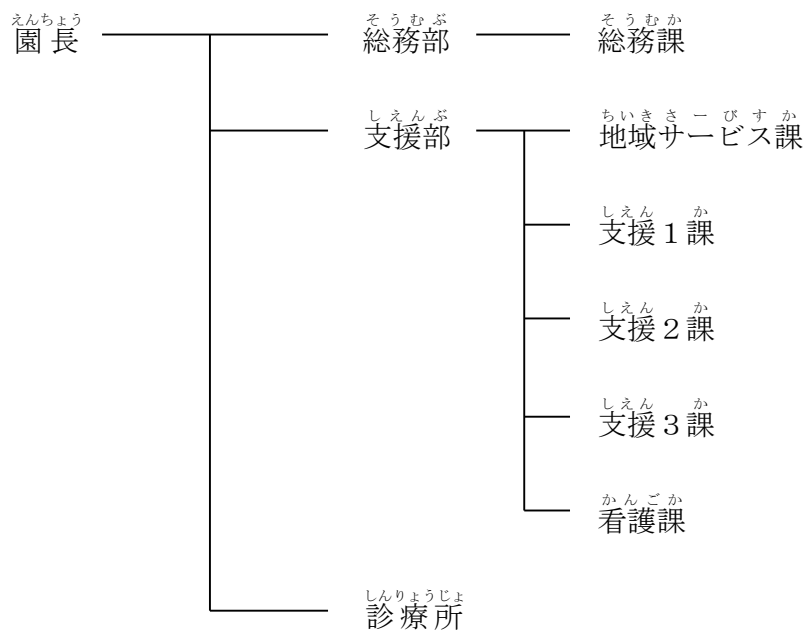 えんちょう そうむぶ そうむか
園長 総務部 総務課
しえんぶ ちいきさーびすか
支援部 地域サービス課
しえん か
支援１課
しえん か
支援２課
しえん か
支援３課
かんごか
看護課
しんりょうじょ
診療所